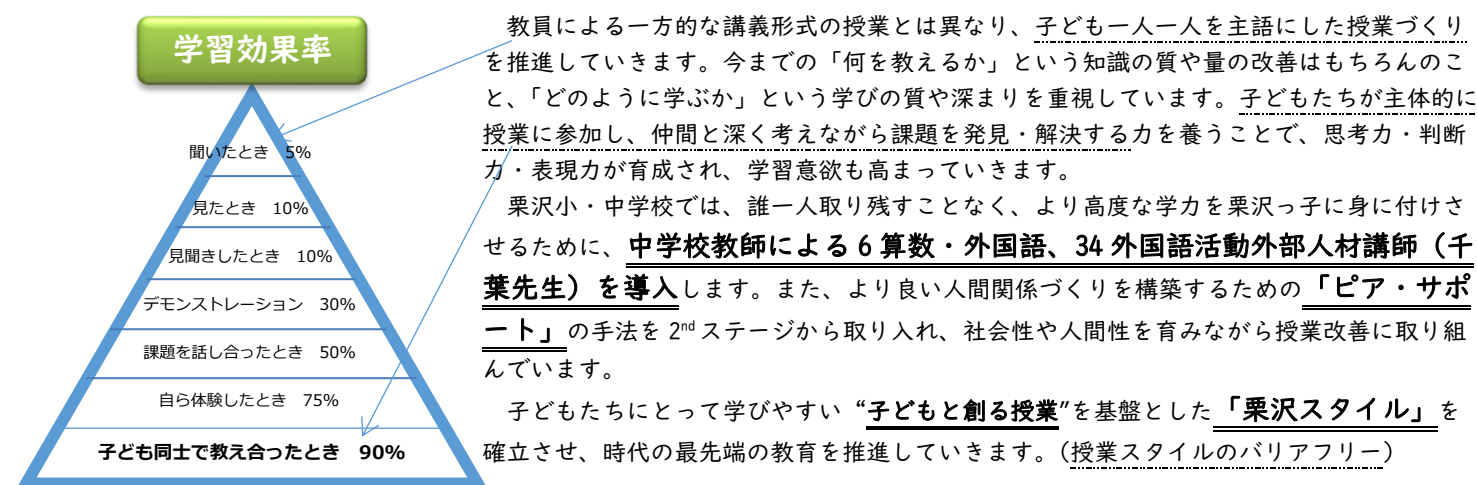 学習効果率
聞いたとき 5%
見たとき 10%
見聞きしたとき 10%
デモンストレーション 30%
課題を話し合ったとき 50%
自ら体験したとき 75%
子ども同士で教え合ったとき 90%
教員による一方的な講義形式の授業とは異なり、子ども一人一人を主語にした授業づくり
を推進していきます。今までの「何を教えるか」という知識の質や量の改善はもちろんのこ
と、「どのように学ぶか」という学びの質や深まりを重視しています。子どもたちが主体的に
授業に参加し、仲間と深く考えながら課題を発見・解決する力を養うことで、思考力・判断
力・表現力が育成され、学習意欲も高まっていきます。
栗沢小・中学校では、誰一人取り残すことなく、より高度な学力を栗沢っ子に身に付けさ
せるために、中学校教師による6算数・外国語、34外国語活動外部人材講師（千
葉先生）を導入します。また、より良い人間関係づくりを構築するための「ピア・サポ
ート」の手法を2ndステージから取り入れ、社会性や人間性を育みながら授業改善に取り組
んでいます。
子どもたちにとって学びやすい“子どもと創る授業”を基盤とした「栗沢スタイル」を
確立させ、時代の最先端の教育を推進していきます。（授業スタイルのバリアフリー）